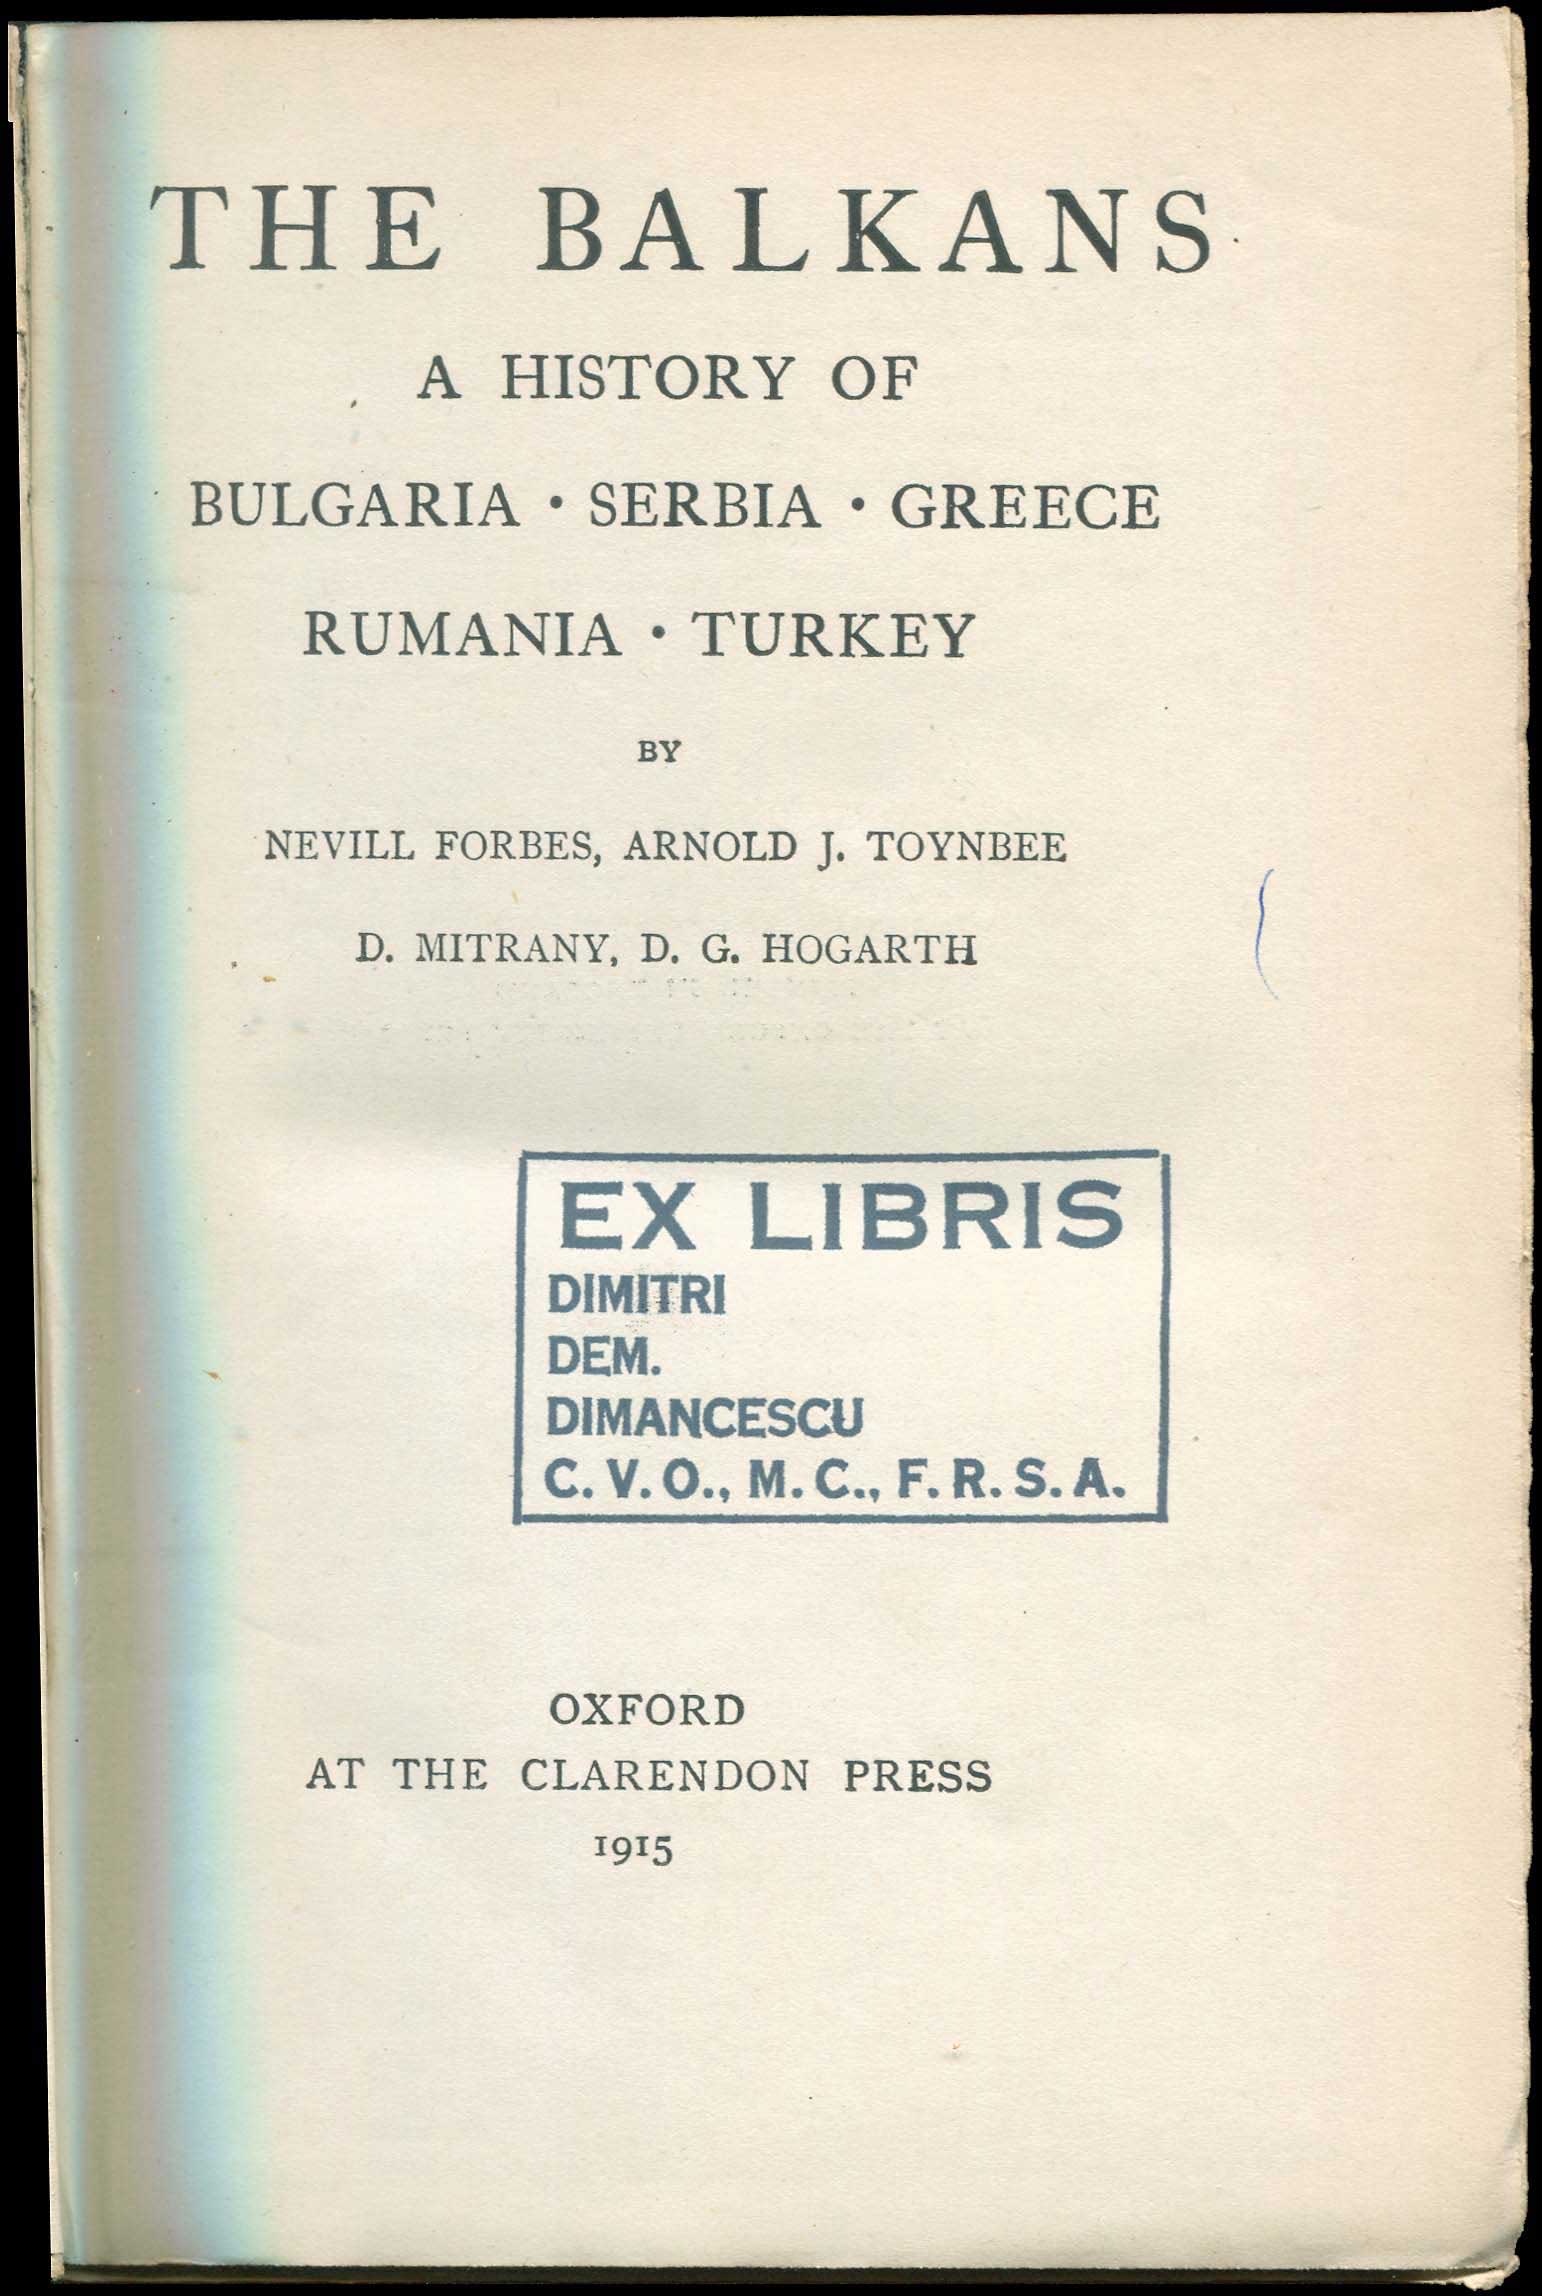 THE BALKANS
A HISTORY OF
BULGARIA • SERBIA • GREECE
RUMANIA • TURKEY
BY
NEVILL FORBES, ARNOLD J. TOYNBEE
D. MITRANY, D. G. HOGARTH
EX LIBRIS
DIMITRI
DEM.
DIMANCESCU
C. V. O., M. C., F. R. S. A.
OXFORD
AT THE CLARENDON PRESS
1915